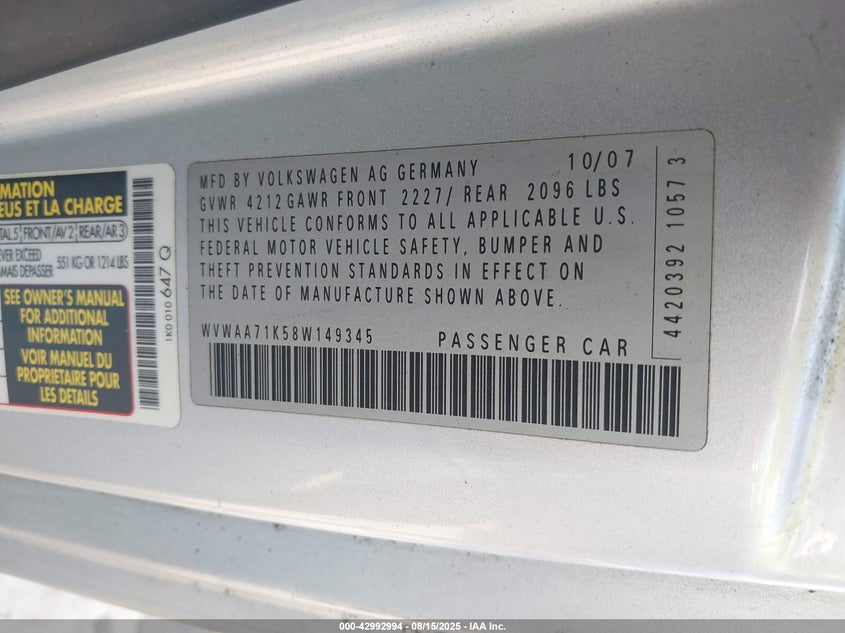 MATION
EUS ET LA CHARGE
TAL 5 FRONT/AV 2 REAR/AR 3
EVER EXCEED
AMAIS DEPASSER 551 KG OR 1214 LBS
SEE OWNER'S MANUAL
FOR ADDITIONAL
INFORMATION
VOIR MANUEL DU
PROPRIETAIRE POUR
LES DETAILS
1K0 010 647 Q
MFD BY VOLKSWAGEN AG GERMANY 10/07
GVWR 4212 GAWR FRONT 2227/ REAR 2096 LBS
THIS VEHICLE CONFORMS TO ALL APPLICABLE U.S.
FEDERAL MOTOR VEHICLE SAFETY, BUMPER AND
THEFT PREVENTION STANDARDS IN EFFECT ON
THE DATE OF MANUFACTURE SHOWN ABOVE.
WVWAA71K58W149345 PASSENGER CAR
4420392 1057 3
000-42992994 - 08/15/2025 - IAA Inc.